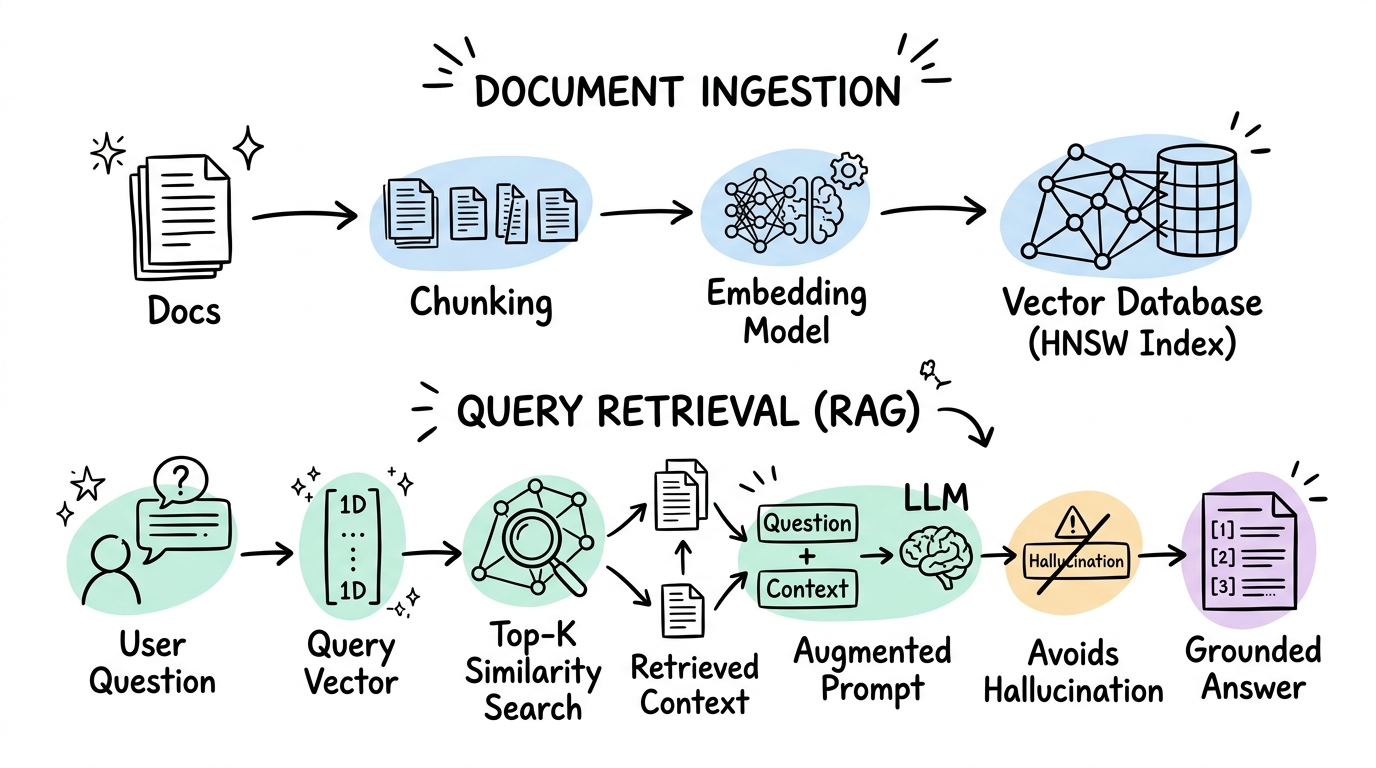 DOCUMENT INGESTION
Docs
Chunking
Embedding
Model
Vector Database
(HNSW Index)
QUERY RETRIEVAL (RAG)
?
User
Question
1D
...
⋮
1D
Query
Vector
Top-K
Similarity
Search
Retrieved
Context
Question
+
Context
LLM
Augmented
Prompt
!
Hallucination
Avoids
Hallucination
[1]
[2]
[3]
Grounded
Answer